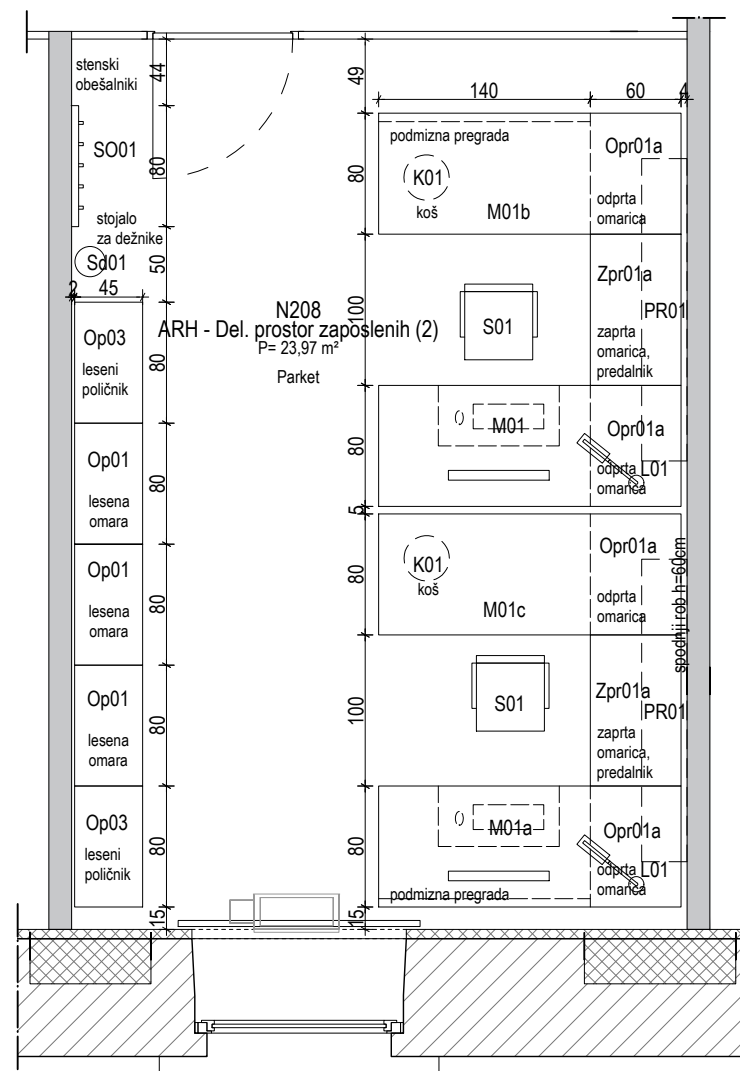 stenski
obešalniki
44
49
140
60
4
SO01
80
podmizna pregrada
Opr01a
80
K01
koš
M01b
odprta
omarica
stojalo
za dežnike
Sd01
50
2
45
Zpr01a
PR01
zaprta
omarica,
predalnik
S01
100
N208
ARH - Del. prostor zaposlenih (2)
P= 23,97 m²
Parket
Op03
leseni
poličnik
80
M01
80
Opr01a
odprta
omarica
L01
Op01
lesena
omara
80
5
Op01
lesena
omara
80
K01
koš
M01c
80
Opr01a
odprta
omarica
spodnji rob h=60cm
Op01
lesena
omara
80
S01
100
Zpr01a
PR01
zaprta
omarica,
predalnik
Op03
leseni
poličnik
80
M01a
80
Opr01a
odprta
omarica
L01
podmizna pregrada
15
15